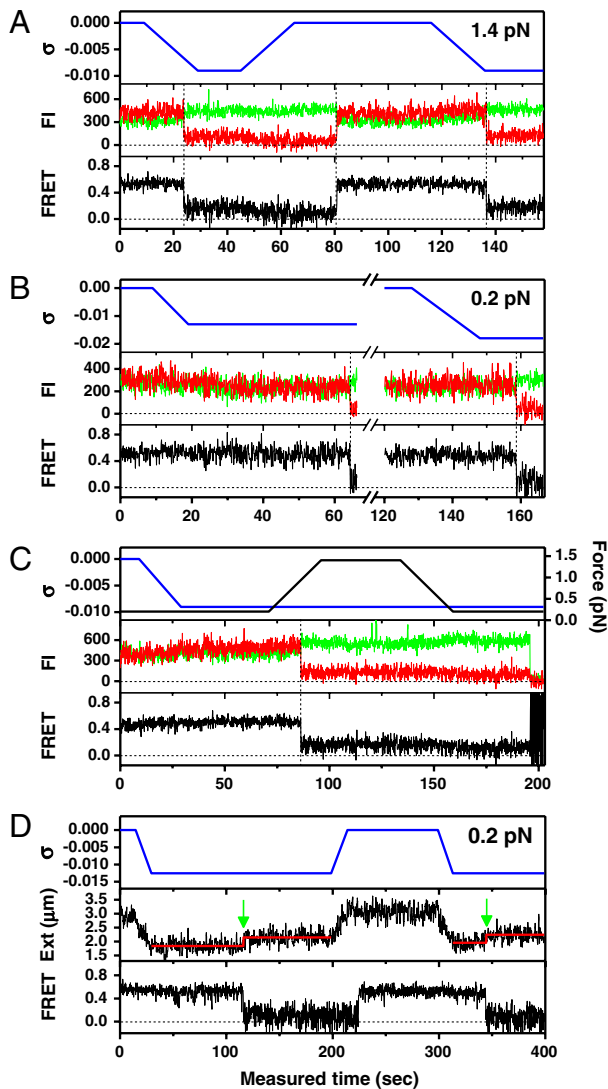 A
1.4 pN
σ
0.000
-0.005
-0.010
FI
600
300
0
FRET
0.8
0.4
0.0
0 20 40 60 80 100 120 140
B
0.2 pN
σ
0.00
-0.01
-0.02
FI
400
200
0
FRET
0.8
0.4
0.0
0 20 40 60 120 140 160
C
σ
0.000
-0.005
-0.010
Force (pN)
1.5
1.0
0.5
0.0
FI
600
300
0
FRET
0.8
0.4
0.0
0 50 100 150 200
D
0.2 pN
σ
0.000
-0.005
-0.010
-0.015
Ext (μm)
3.5
3.0
2.5
2.0
1.5
FRET
0.8
0.4
0.0
0 100 200 300 400
Measured time (sec)